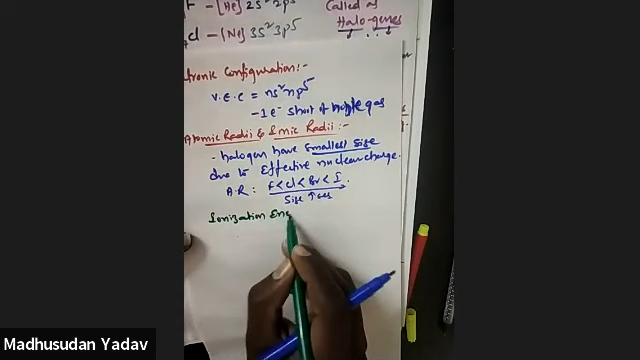 F - [He] 2s² 2p⁵
Called as
Cl - [Ne] 3s² 3p⁵
Halo-genes
Configuration:-
V.E.C = ns² np⁵
-1e⁻ short of noble gas
Atomic Radii & Ionic Radii:-
- halogen have smallest size
due to Effective nuclear charge.
A.R: F < Cl < Br < I.
Size ↑ses
Ionization Ene
Madhusudan Yadav